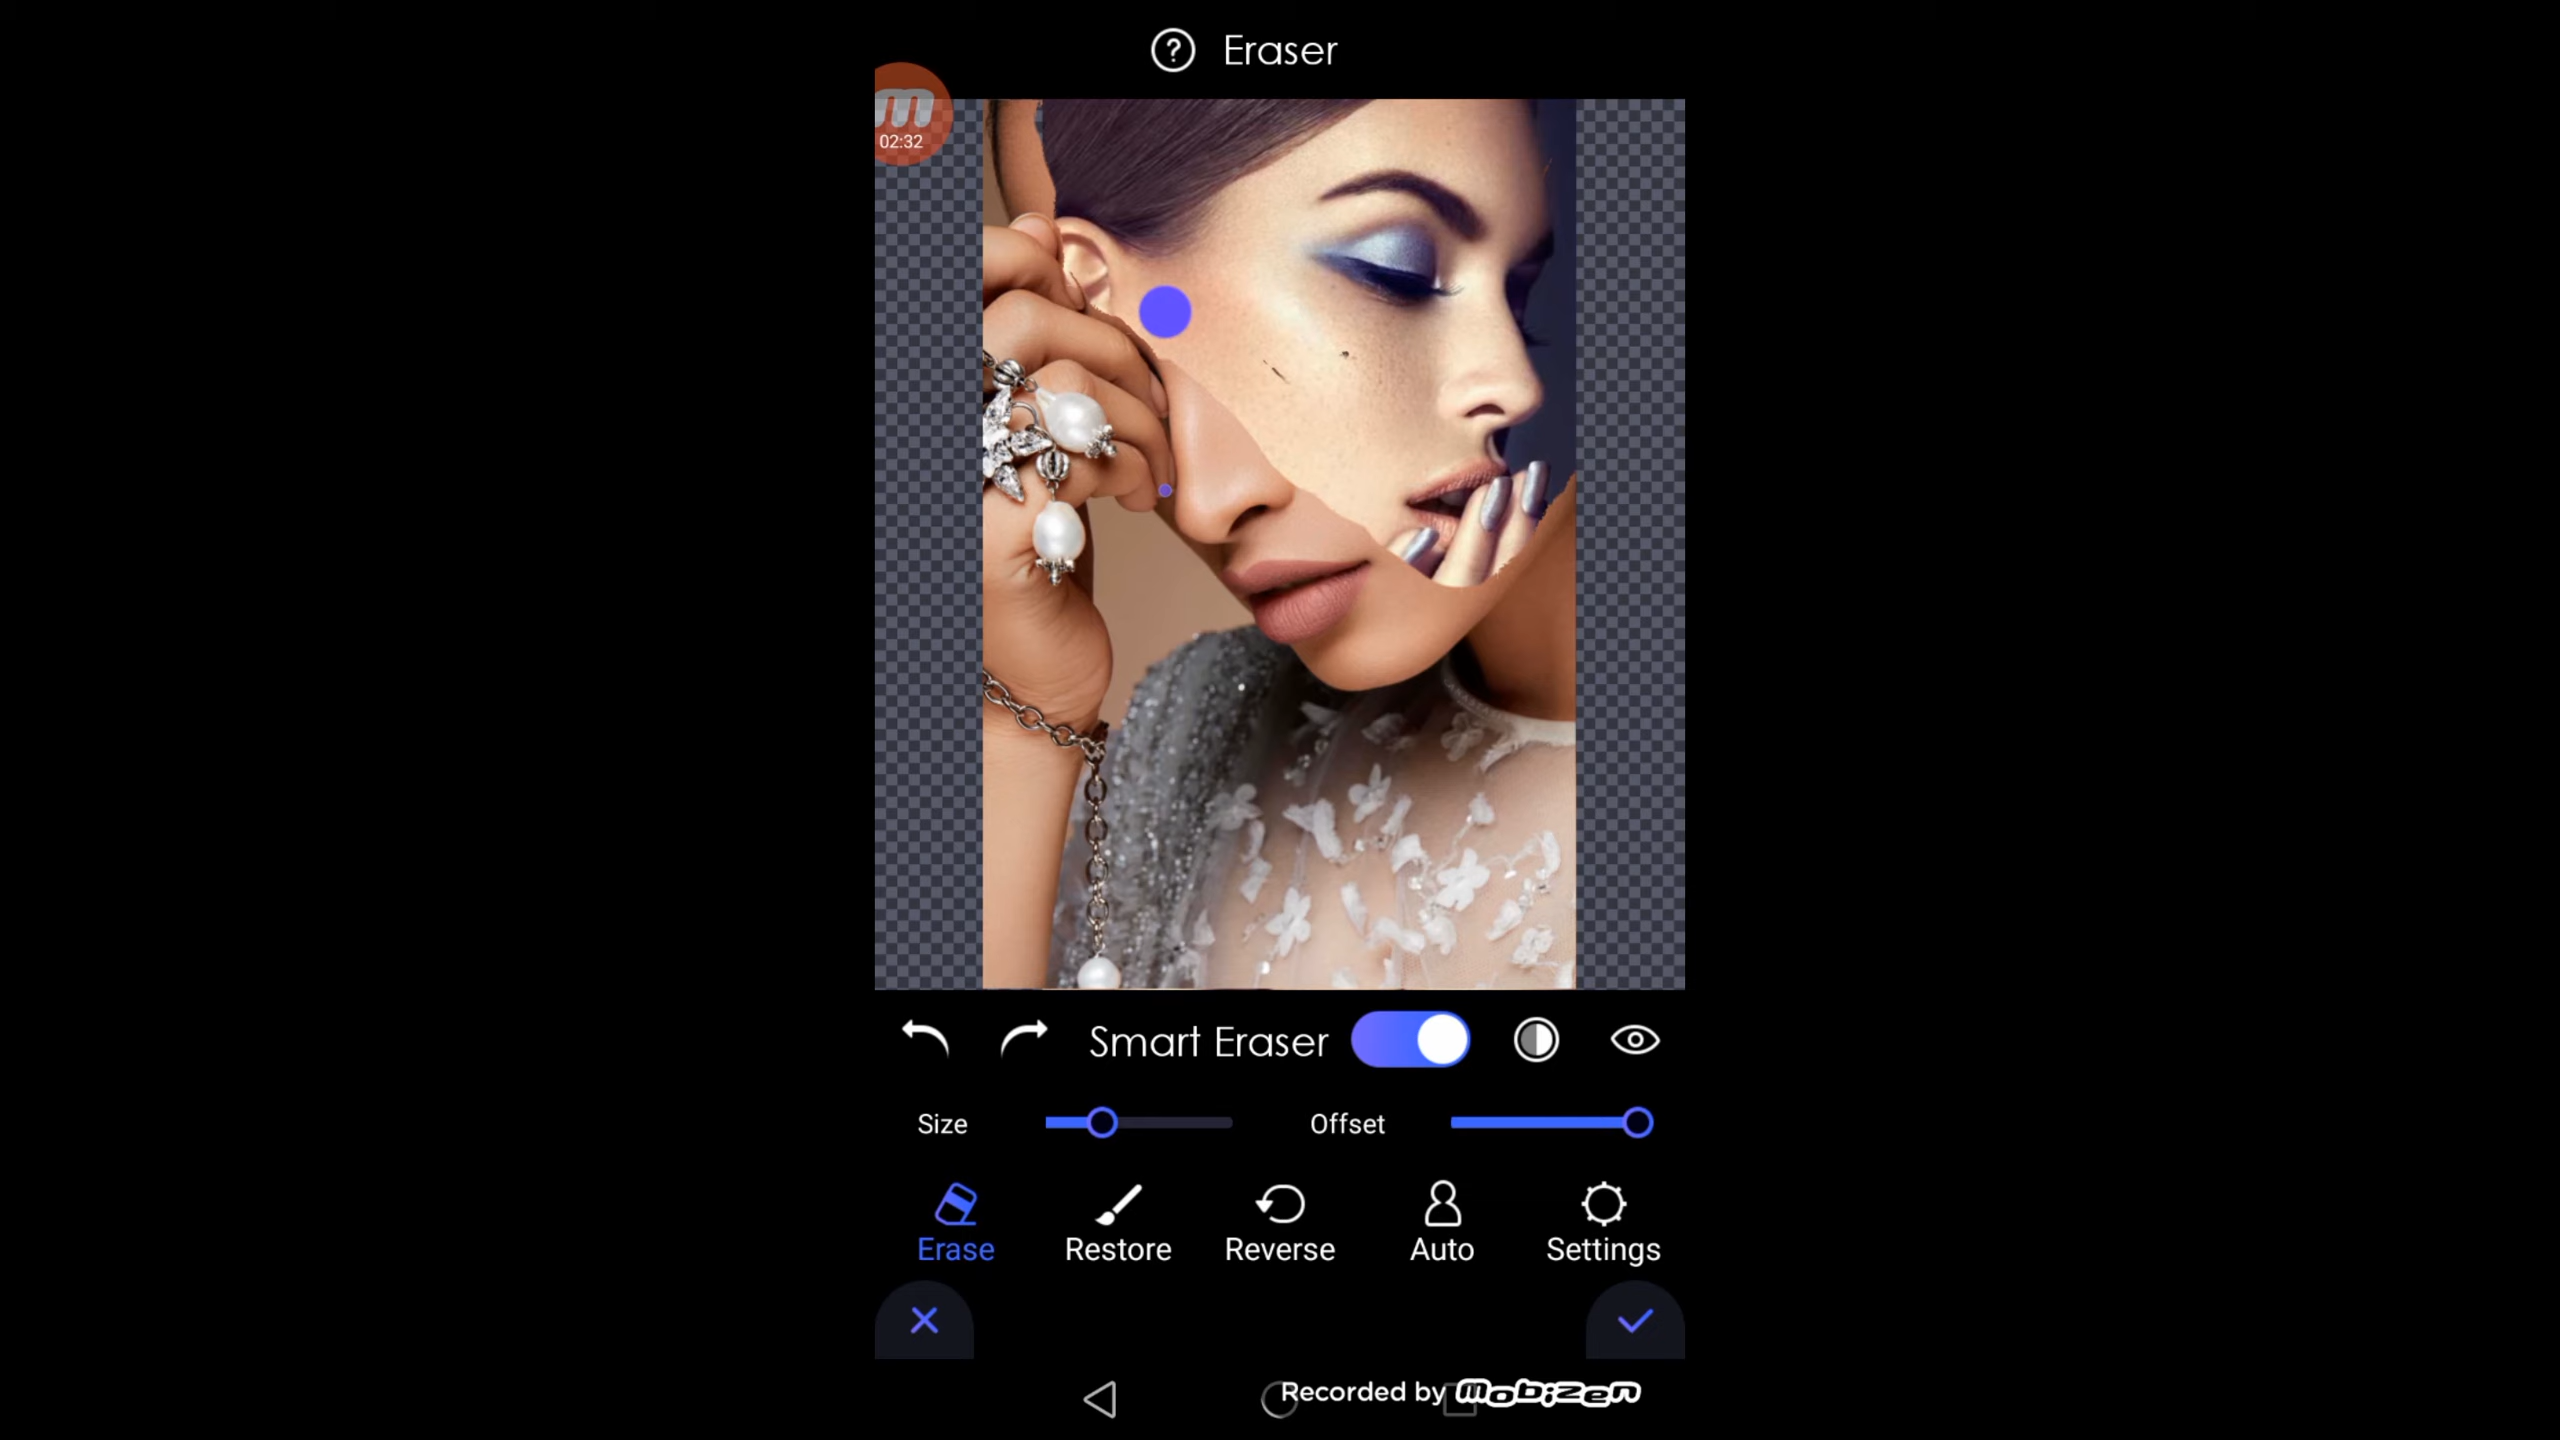 Eraser
02:32
Smart Eraser
Size
Offset
Erase
Restore
Reverse
Auto
Settings
Recorded by mobizen